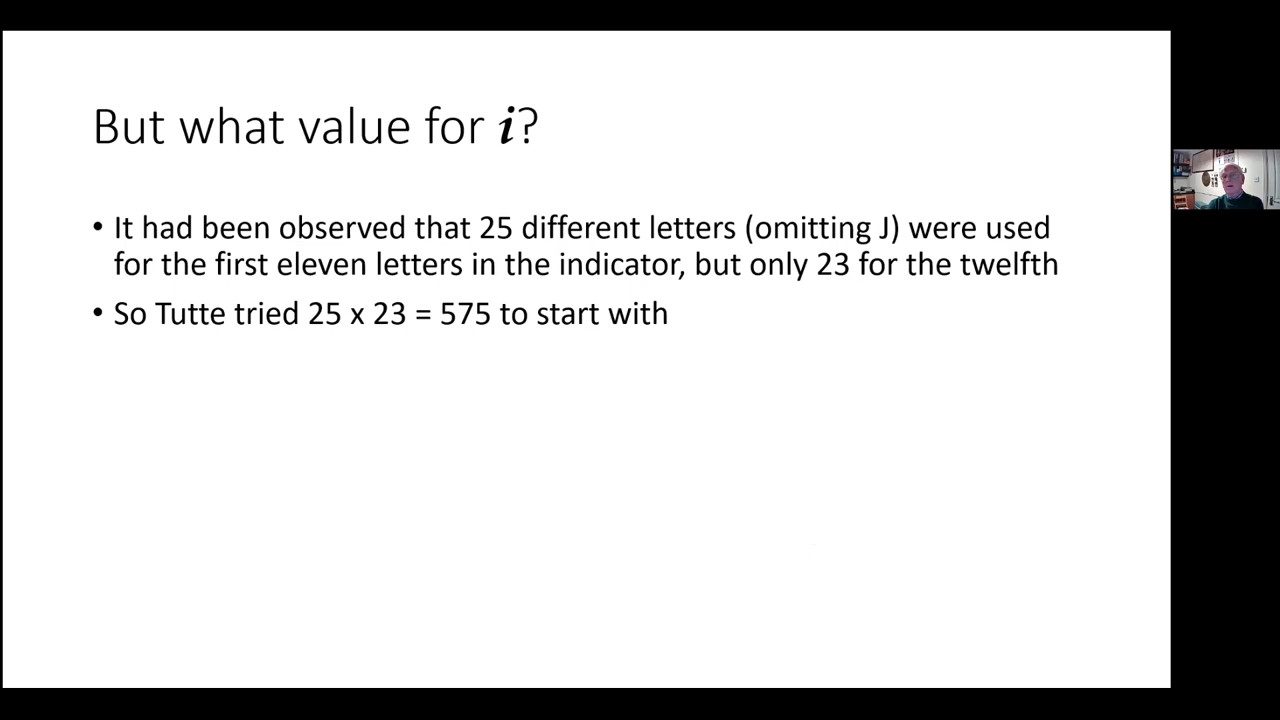 But what value for i?
• It had been observed that 25 different letters (omitting J) were used
for the first eleven letters in the indicator, but only 23 for the twelfth
• So Tutte tried 25 x 23 = 575 to start with